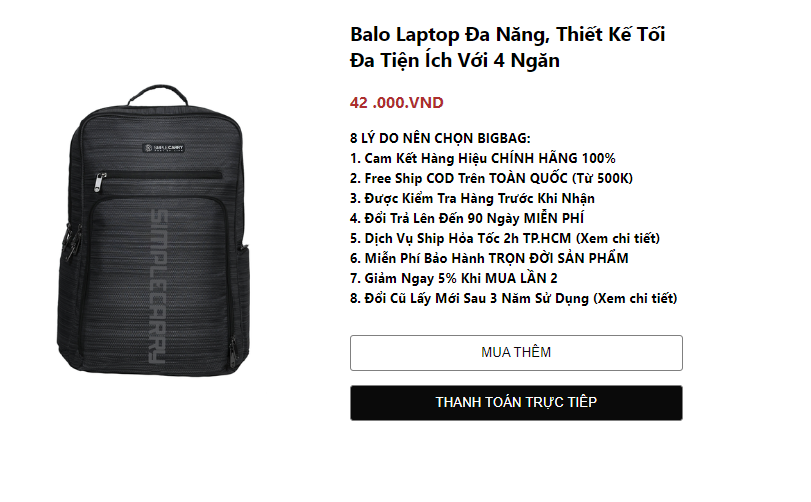 Balo Laptop Đa Năng, Thiết Kế Tối
Đa Tiện Ích Với 4 Ngăn
42 .000.VND
8 LÝ DO NÊN CHỌN BIGBAG:
1. Cam Kết Hàng Hiệu CHÍNH HÃNG 100%
2. Free Ship COD Trên TOÀN QUỐC (Từ 500K)
3. Được Kiểm Tra Hàng Trước Khi Nhận
4. Đổi Trả Lên Đến 90 Ngày MIỄN PHÍ
5. Dịch Vụ Ship Hỏa Tốc 2h TP.HCM (Xem chi tiết)
6. Miễn Phí Bảo Hành TRỌN ĐỜI SẢN PHẨM
7. Giảm Ngay 5% Khi MUA LẦN 2
8. Đổi Cũ Lấy Mới Sau 3 Năm Sử Dụng (Xem chi tiết)
MUA THÊM
THANH TOÁN TRỰC TIẾP
SIMPLECARRY
SIMPLECARRY